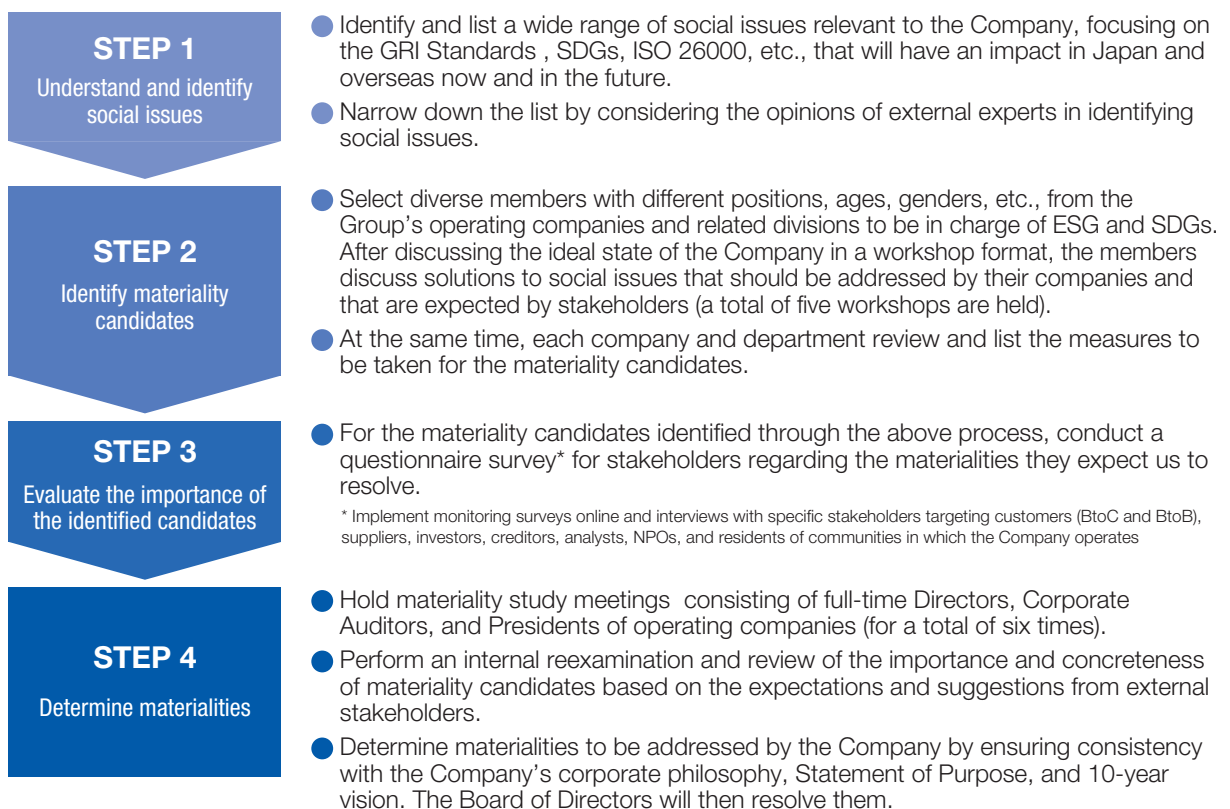 STEP 1
Understand and identify
social issues
● Identify and list a wide range of social issues relevant to the Company, focusing on
the GRI Standards , SDGs, ISO 26000, etc., that will have an impact in Japan and
overseas now and in the future.
● Narrow down the list by considering the opinions of external experts in identifying
social issues.
STEP 2
Identify materiality
candidates
● Select diverse members with different positions, ages, genders, etc., from the
Group's operating companies and related divisions to be in charge of ESG and SDGs.
After discussing the ideal state of the Company in a workshop format, the members
discuss solutions to social issues that should be addressed by their companies and
that are expected by stakeholders (a total of five workshops are held).
● At the same time, each company and department review and list the measures to
be taken for the materiality candidates.
STEP 3
Evaluate the importance of
the identified candidates
● For the materiality candidates identified through the above process, conduct a
questionnaire survey* for stakeholders regarding the materialities they expect us to
resolve.
* Implement monitoring surveys online and interviews with specific stakeholders targeting customers (BtoC and BtoB),
suppliers, investors, creditors, analysts, NPOs, and residents of communities in which the Company operates
STEP 4
Determine materialities
● Hold materiality study meetings consisting of full-time Directors, Corporate
Auditors, and Presidents of operating companies (for a total of six times).
● Perform an internal reexamination and review of the importance and concreteness
of materiality candidates based on the expectations and suggestions from external
stakeholders.
● Determine materialities to be addressed by the Company by ensuring consistency
with the Company's corporate philosophy, Statement of Purpose, and 10-year
vision. The Board of Directors will then resolve them.